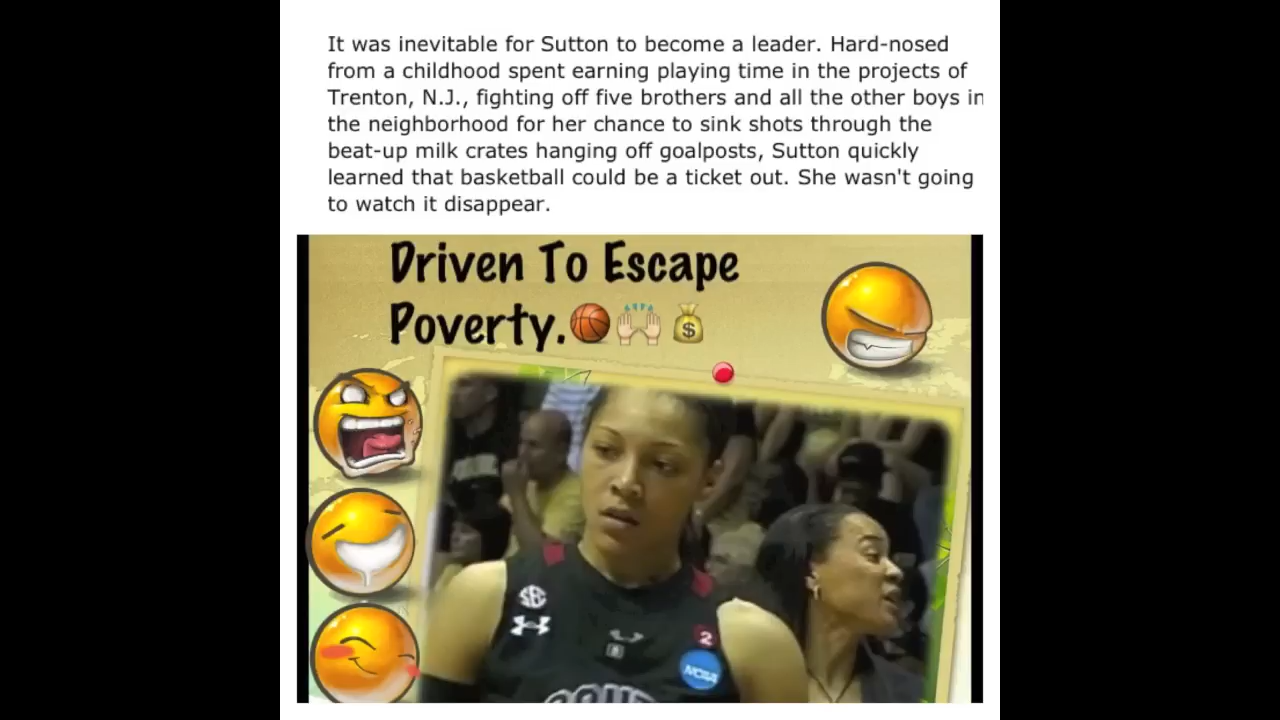 It was inevitable for Sutton to become a leader. Hard-nosed
from a childhood spent earning playing time in the projects of
Trenton, N.J., fighting off five brothers and all the other boys in
the neighborhood for her chance to sink shots through the
beat-up milk crates hanging off goalposts, Sutton quickly
learned that basketball could be a ticket out. She wasn't going
to watch it disappear.
Driven To Escape
Poverty.🏀🙌💰
SEC
2
NCAA